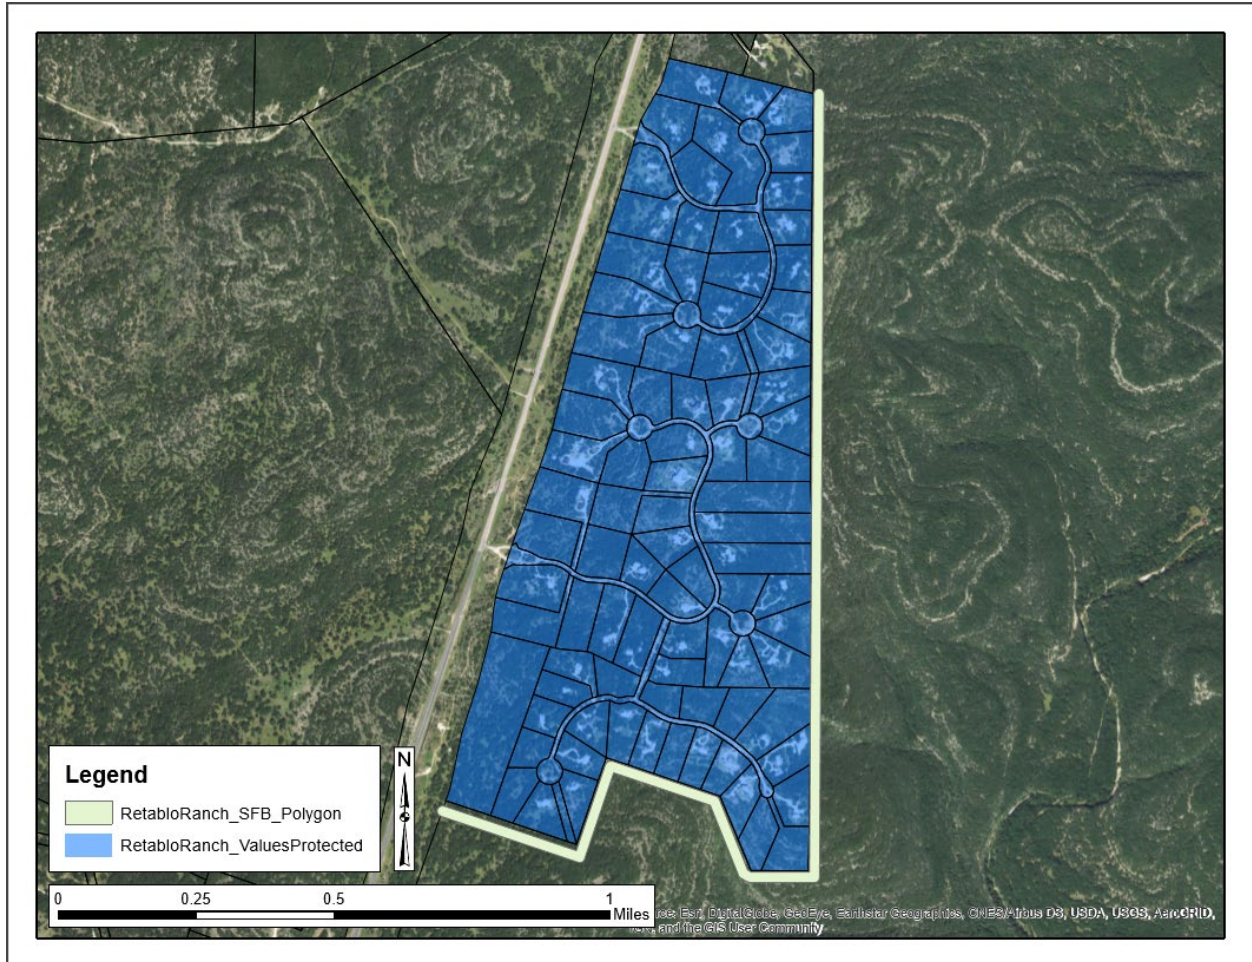 Legend
RetabloRanch_SFB_Polygon
RetabloRanch_ValuesProtected
N
0 0.25 0.5 1
Miles
Esri, DigitalGlobe, GeoEye, Earthstar Geographics, CNES/Airbus DS, USDA, USGS, AeroGRID,
and the GIS User Community